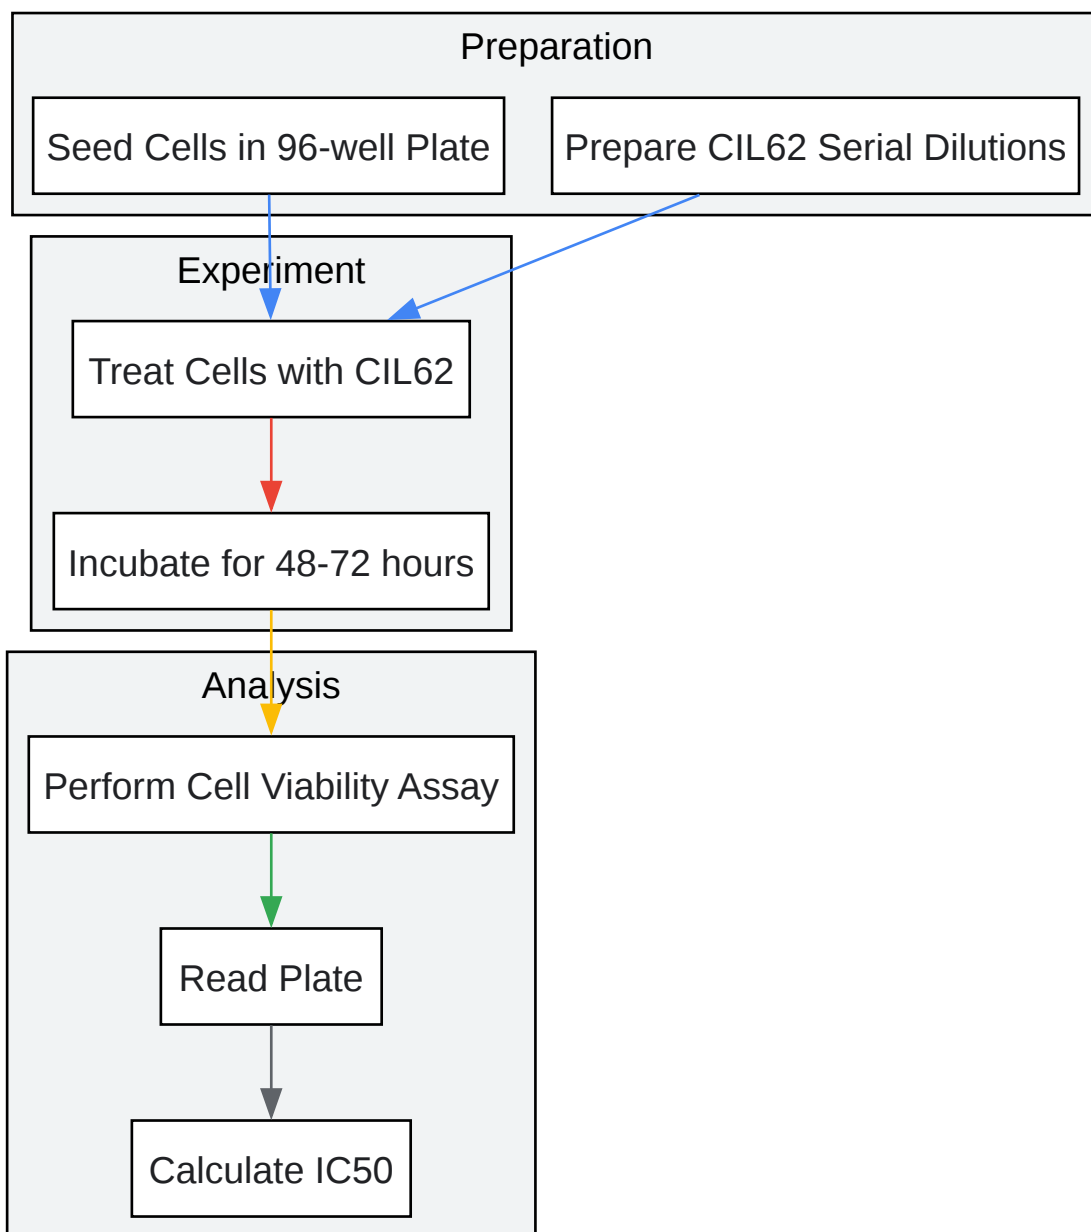 Preparation
Seed Cells in 96-well Plate
Prepare CIL62 Serial Dilutions
Experiment
Treat Cells with CIL62
Incubate for 48-72 hours
Analysis
Perform Cell Viability Assay
Read Plate
Calculate IC50